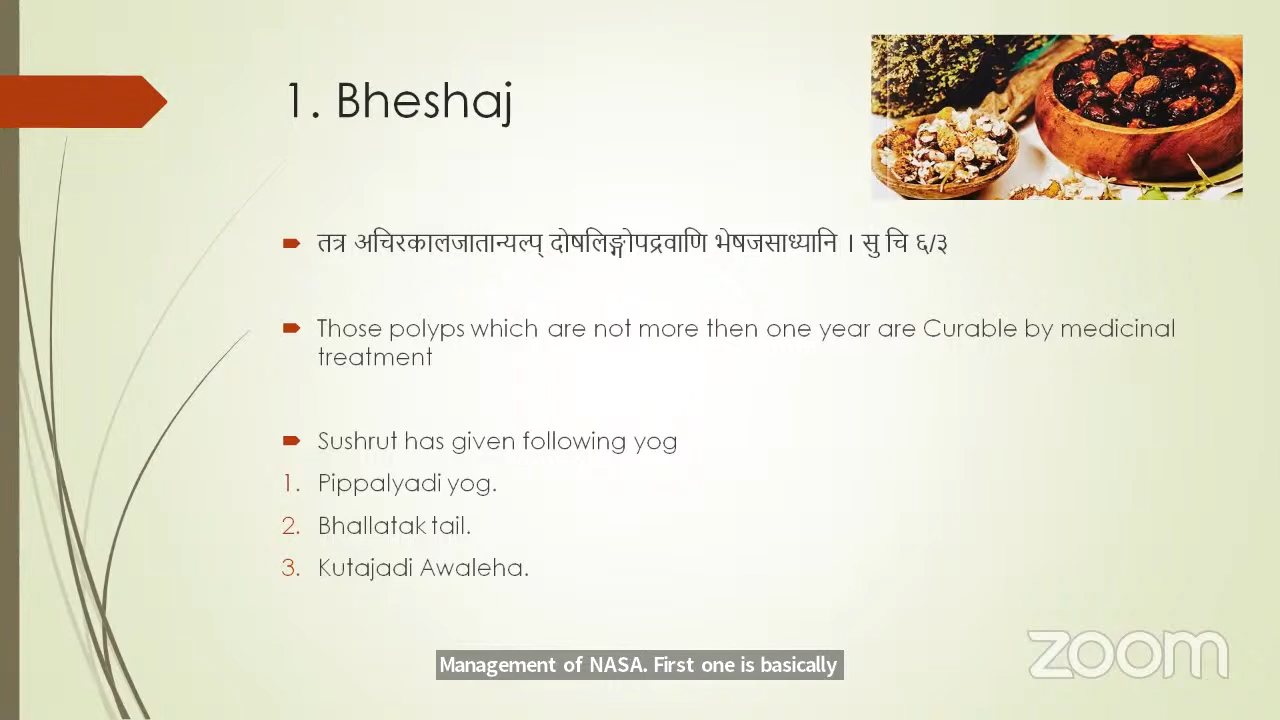 1. Bheshaj
तत्र अचिरकालजातान्यल्प् दोषलिङ्गोपद्रवाणि भेषजसाध्यानि । सु चि ६/३
Those polyps which are not more then one year are Curable by medicinal
treatment
Sushrut has given following yog
1. Pippalyadi yog.
2. Bhallatak tail.
3. Kutajadi Awaleha.
Management of NASA. First one is basically
zoom